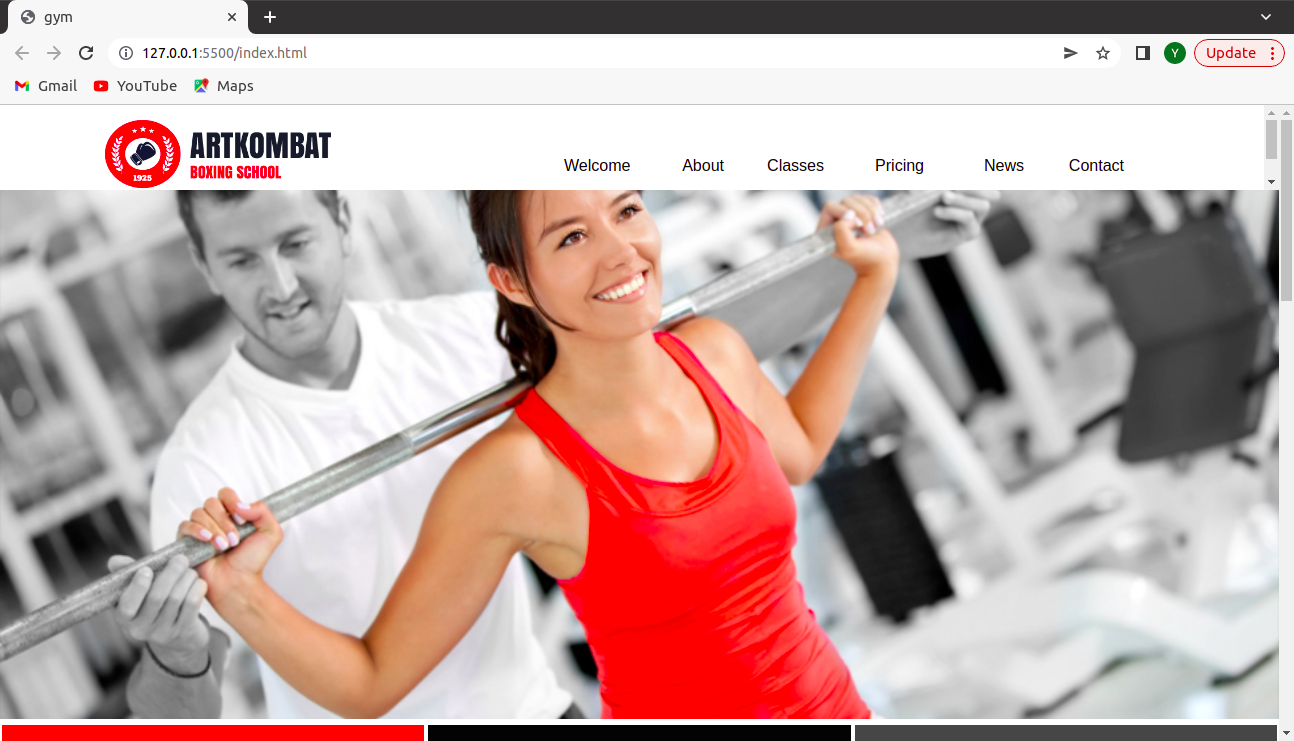 gym
127.0.0.1:5500/index.html
Y
Update
Gmail
YouTube
Maps
ARTKOMBAT
BOXING SCHOOL
1925
Welcome
About
Classes
Pricing
News
Contact